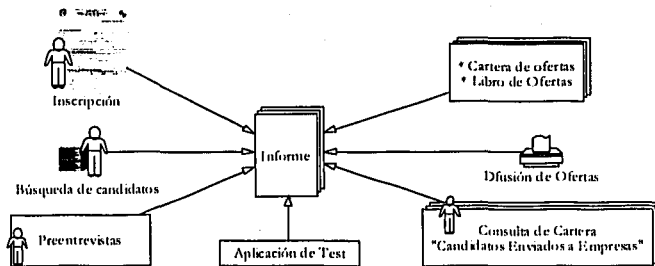 Inscripción
* Cartera de ofertas
* Libro de Ofertas
Informe
Búsqueda de candidatos
Dfusión de Ofertas
Preentrevistas
Aplicación de Test
Consulta de Cartera
"Candidatos Enviados a Empresas"